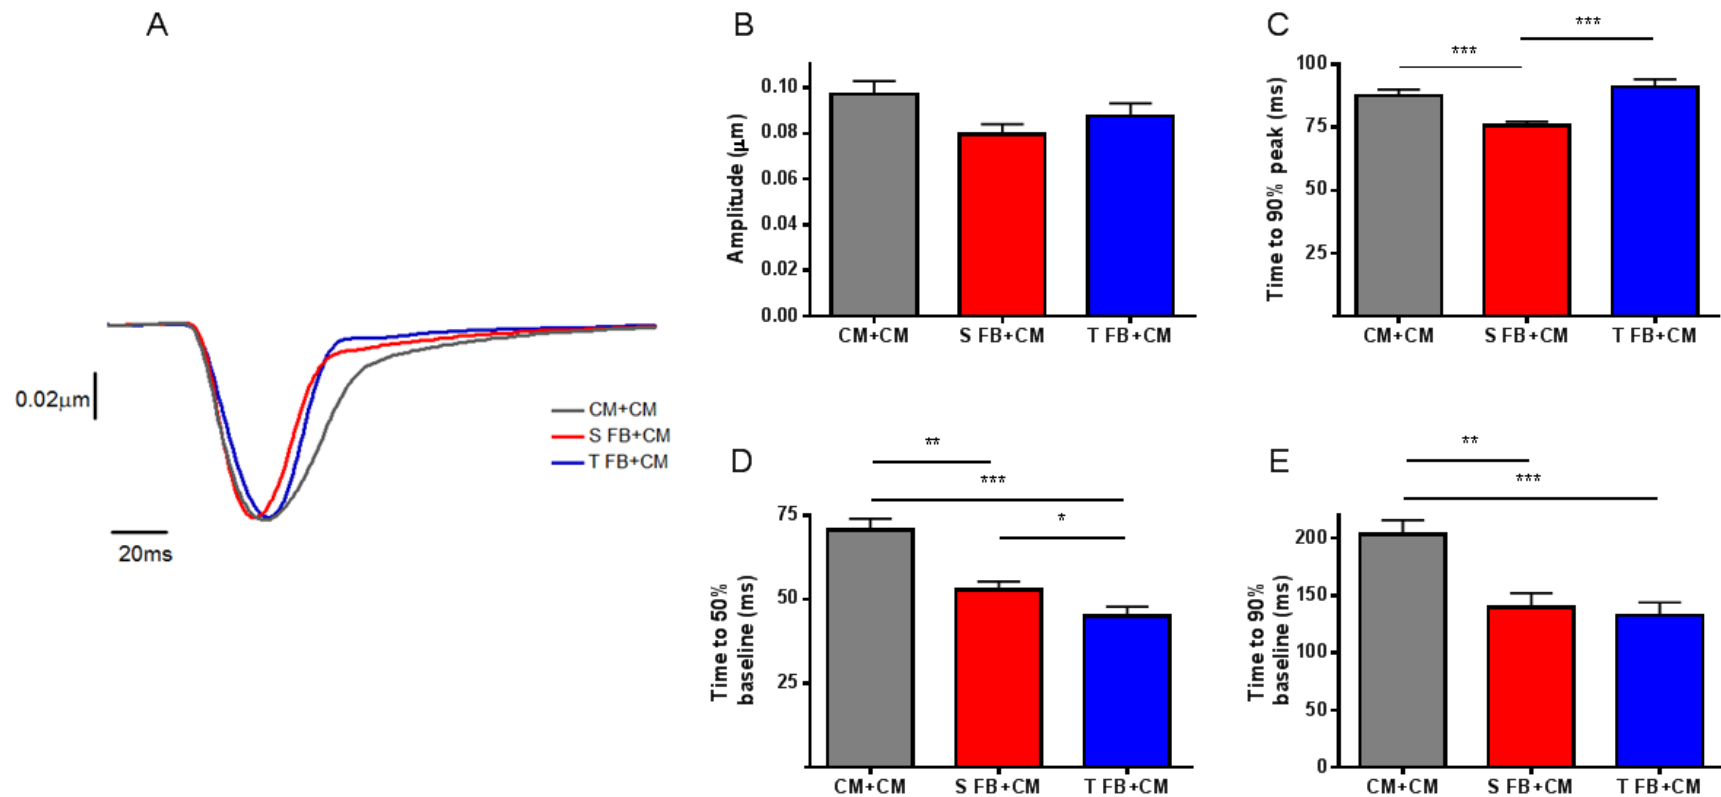 A
0.02μm
20ms
CM+CM
S FB+CM
T FB+CM
B
Amplitude (μm)
0.10
0.08
0.06
0.04
0.02
0.00
CM+CM S FB+CM T FB+CM
C
***
***
Time to 90% peak (ms)
100
75
50
25
CM+CM S FB+CM T FB+CM
D
**
***
*
Time to 50%
baseline (ms)
75
50
25
CM+CM S FB+CM T FB+CM
E
**
***
Time to 90%
baseline (ms)
200
150
100
50
0
CM+CM S FB+CM T FB+CM